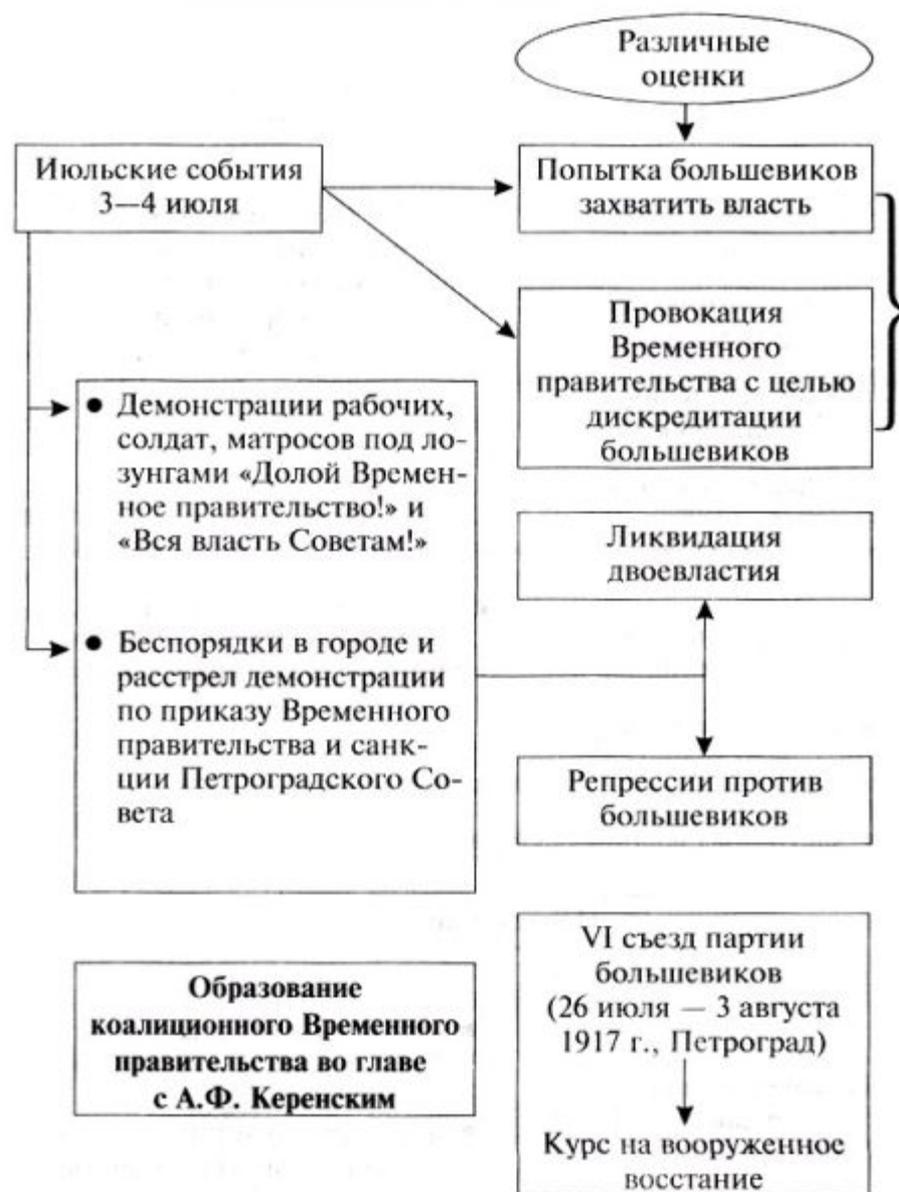 Различные
оценки
Июльские события
3—4 июля
Попытка большевиков
захватить власть
Провокация
Временного
правительства с целью
дискредитации
большевиков
● Демонстрации рабочих,
солдат, матросов под ло-
зунгами «Долой Времен-
ное правительство!» и
«Вся власть Советам!»
● Беспорядки в городе и
расстрел демонстрации
по приказу Временного
правительства и санк-
ции Петроградского Со-
вета
Ликвидация
двоевластия
Репрессии против
большевиков
Образование
коалиционного Временного
правительства во главе
с А.Ф. Керенским
VI съезд партии
большевиков
(26 июля — 3 августа
1917 г., Петроград)
Курс на вооруженное
восстание